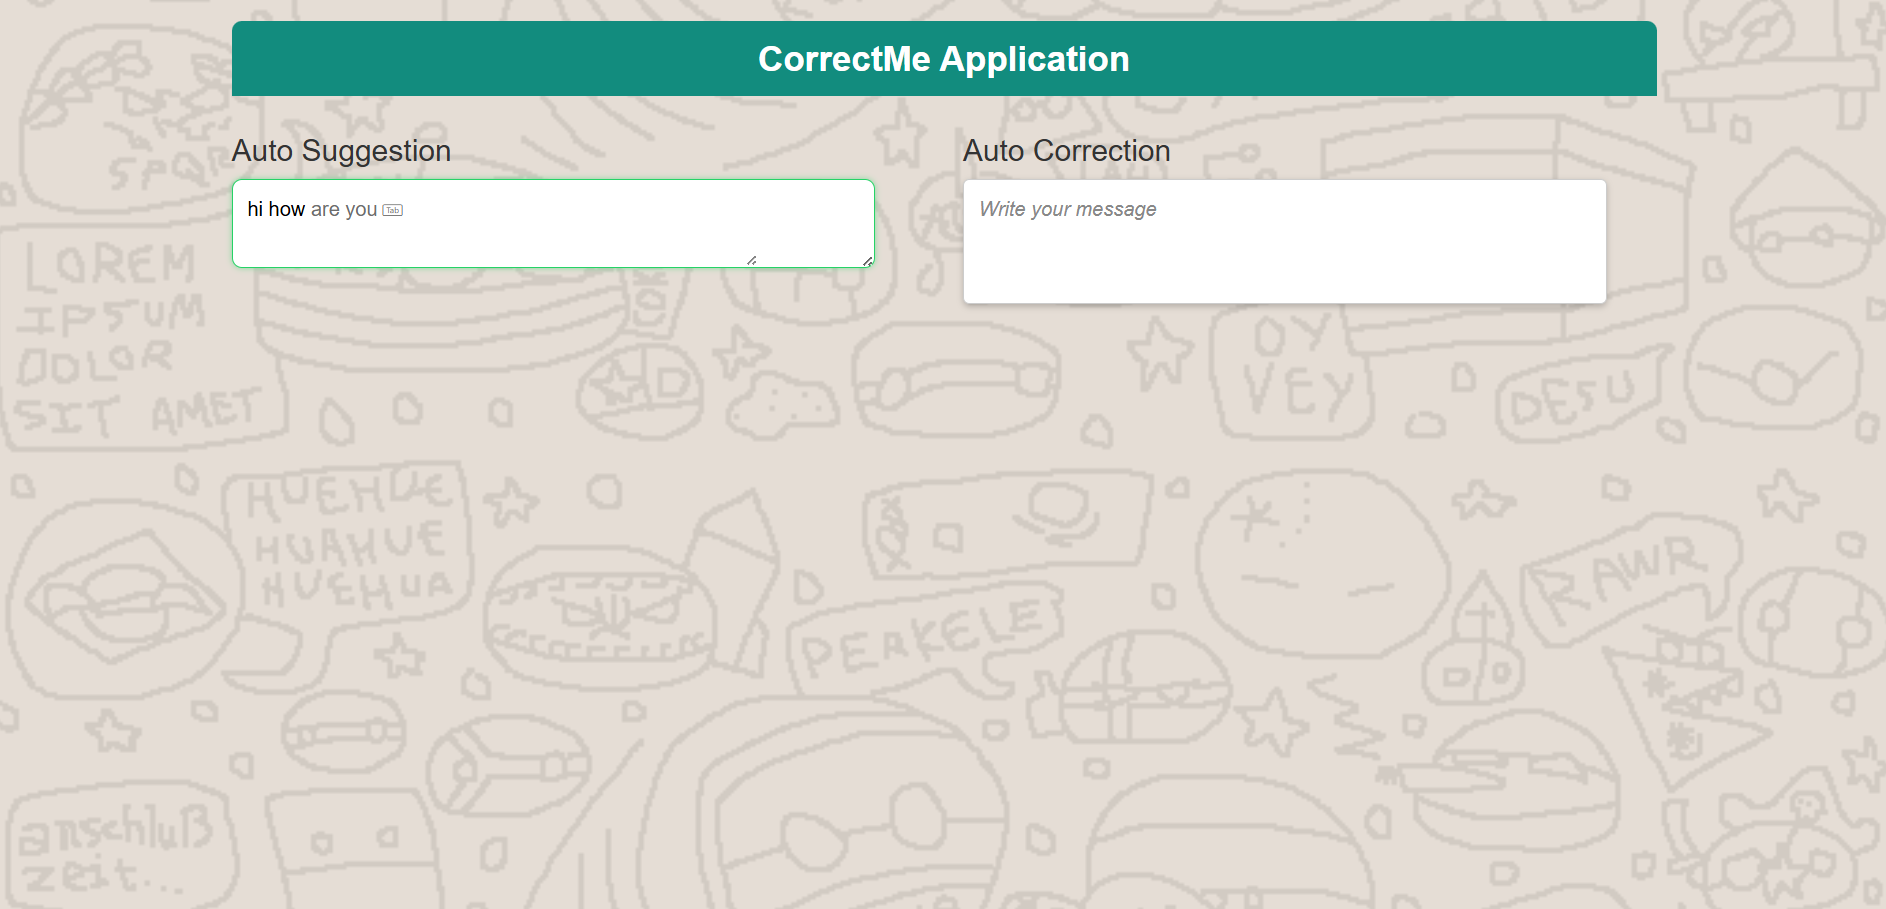 CorrectMe Application
Auto Suggestion
Auto Correction
hi how are you Tab
Write your message
SPQR
LOREM
IPSUM
DOLOR
SIT AMET
OY
VEY
DESU
HUEHUE
HUAHUE
HUEHUA
PERKELE
RAWR
anschluß
zeit...